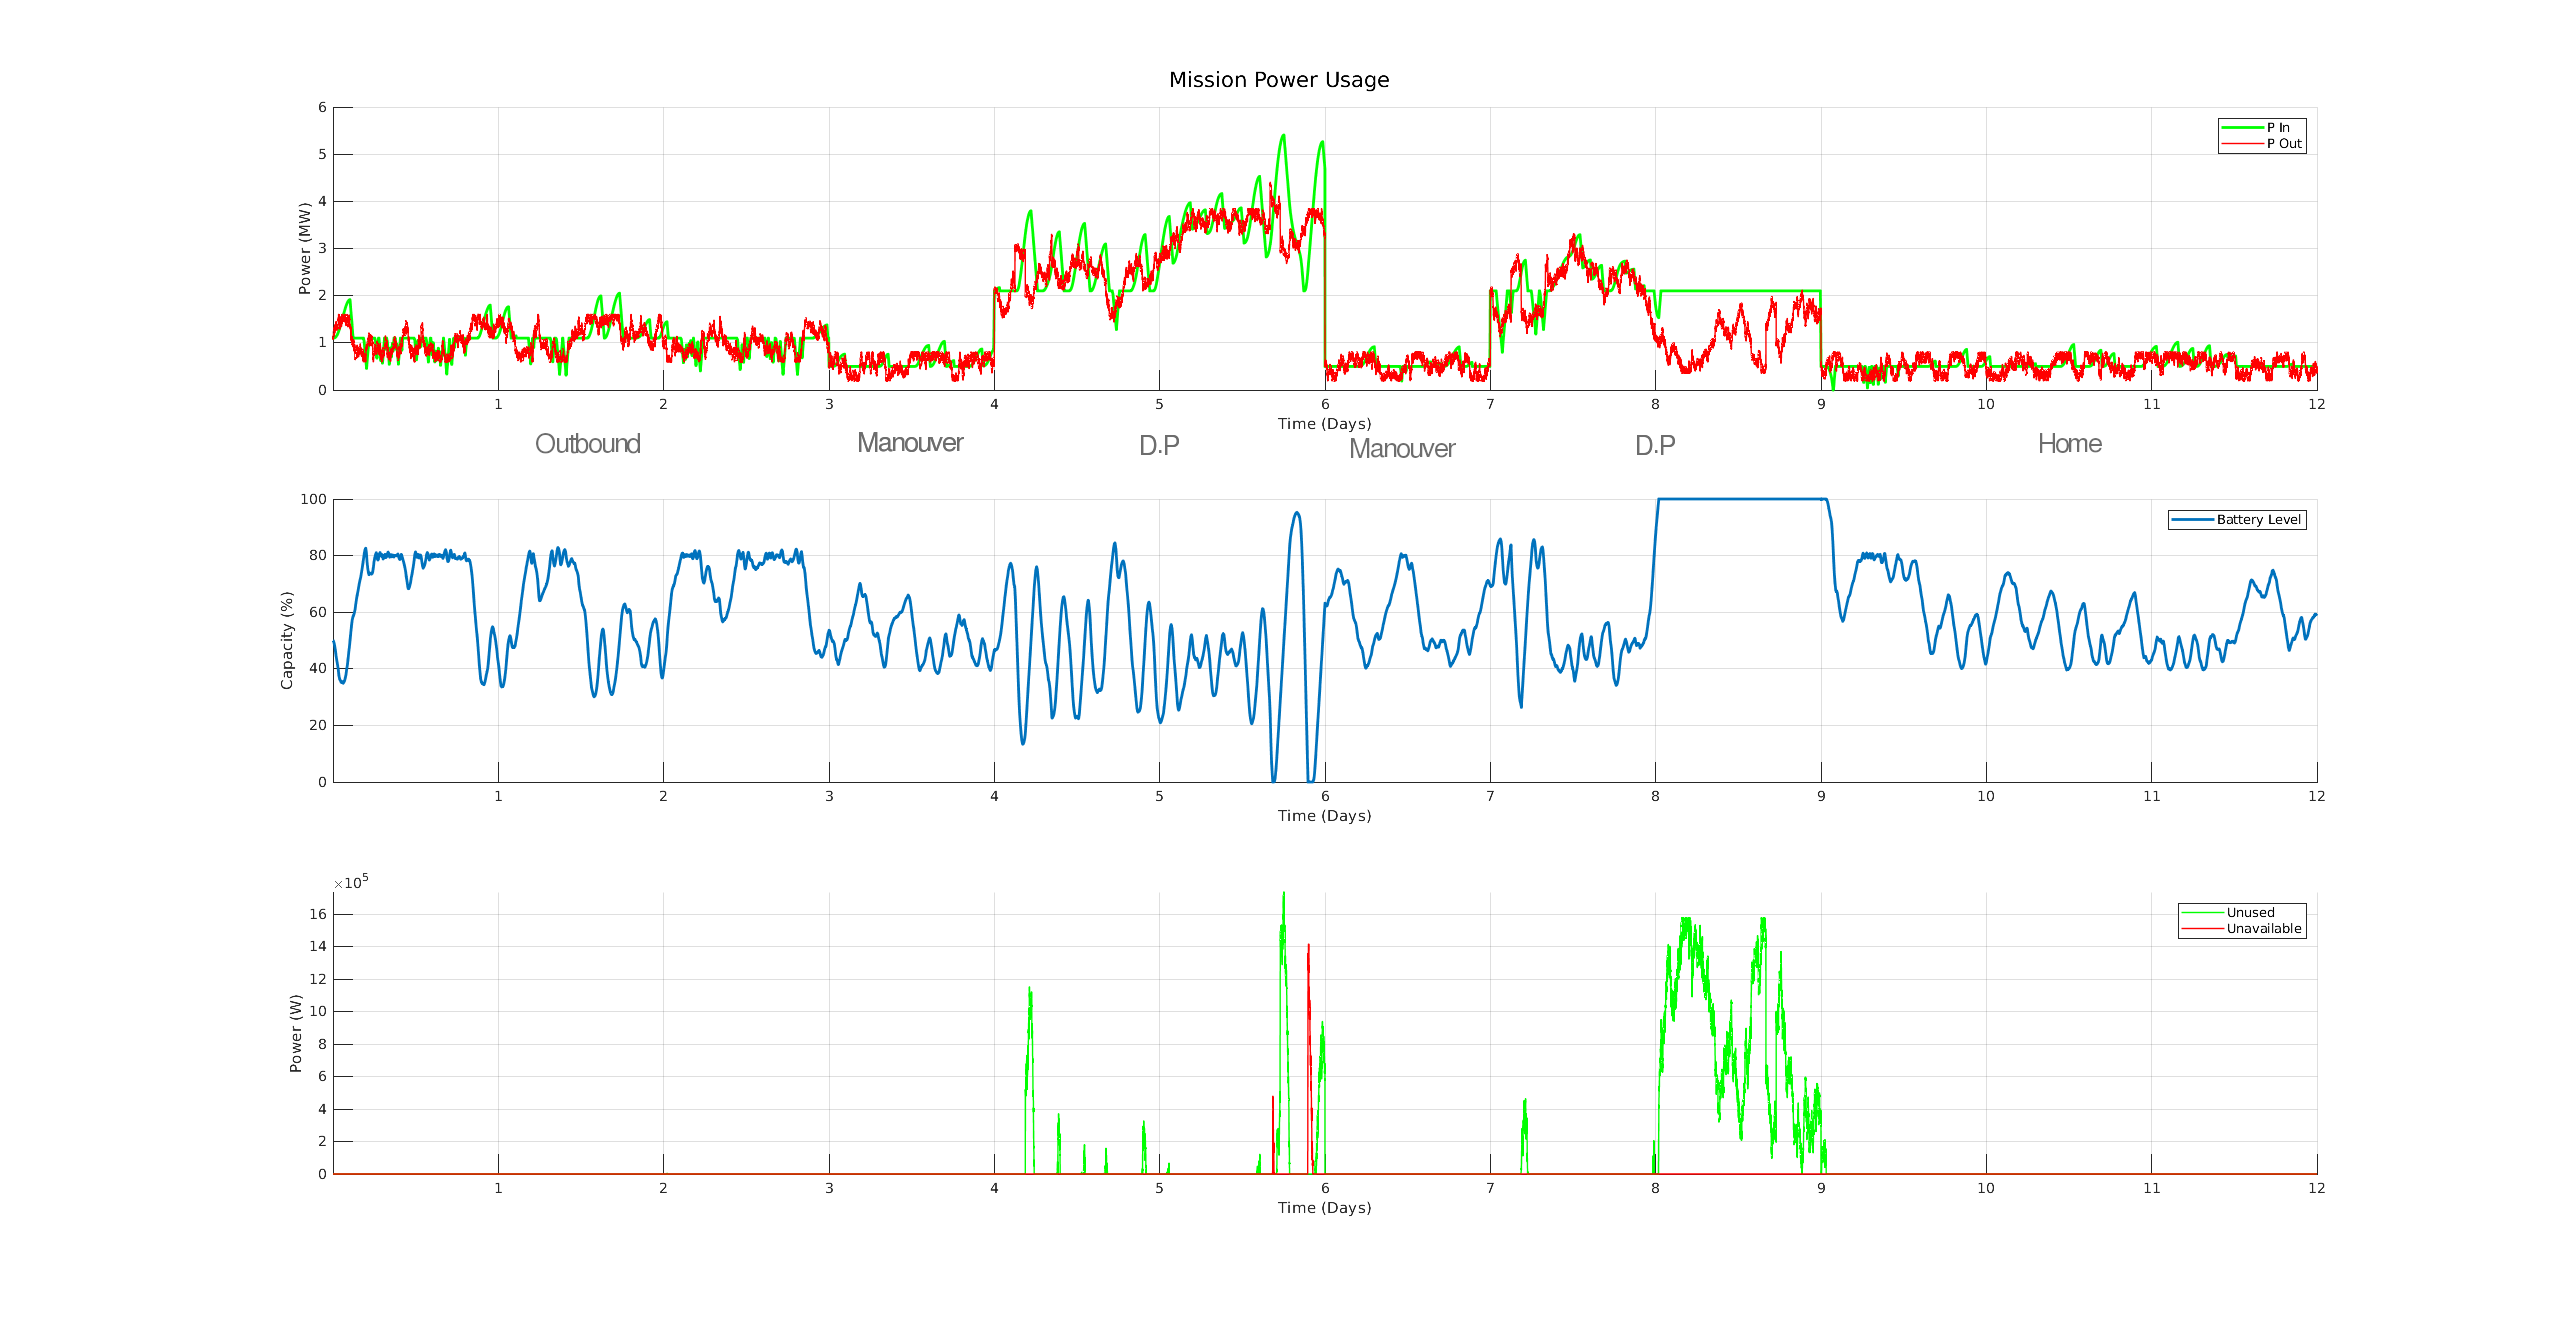 Mission Power Usage
6
5
4
3
2
1
0
Power (MW)
P In
P Out
1 2 3 4 5 6 7 8 9 10 11 12
Time (Days)
Outbound Manouver D.P Manouver D.P Home
100
80
60
40
20
0
Capacity (%)
Battery Level
1 2 3 4 5 6 7 8 9 10 11 12
Time (Days)
×10⁵
16
14
12
10
8
6
4
2
0
Power (W)
Unused
Unavailable
1 2 3 4 5 6 7 8 9 10 11 12
Time (Days)